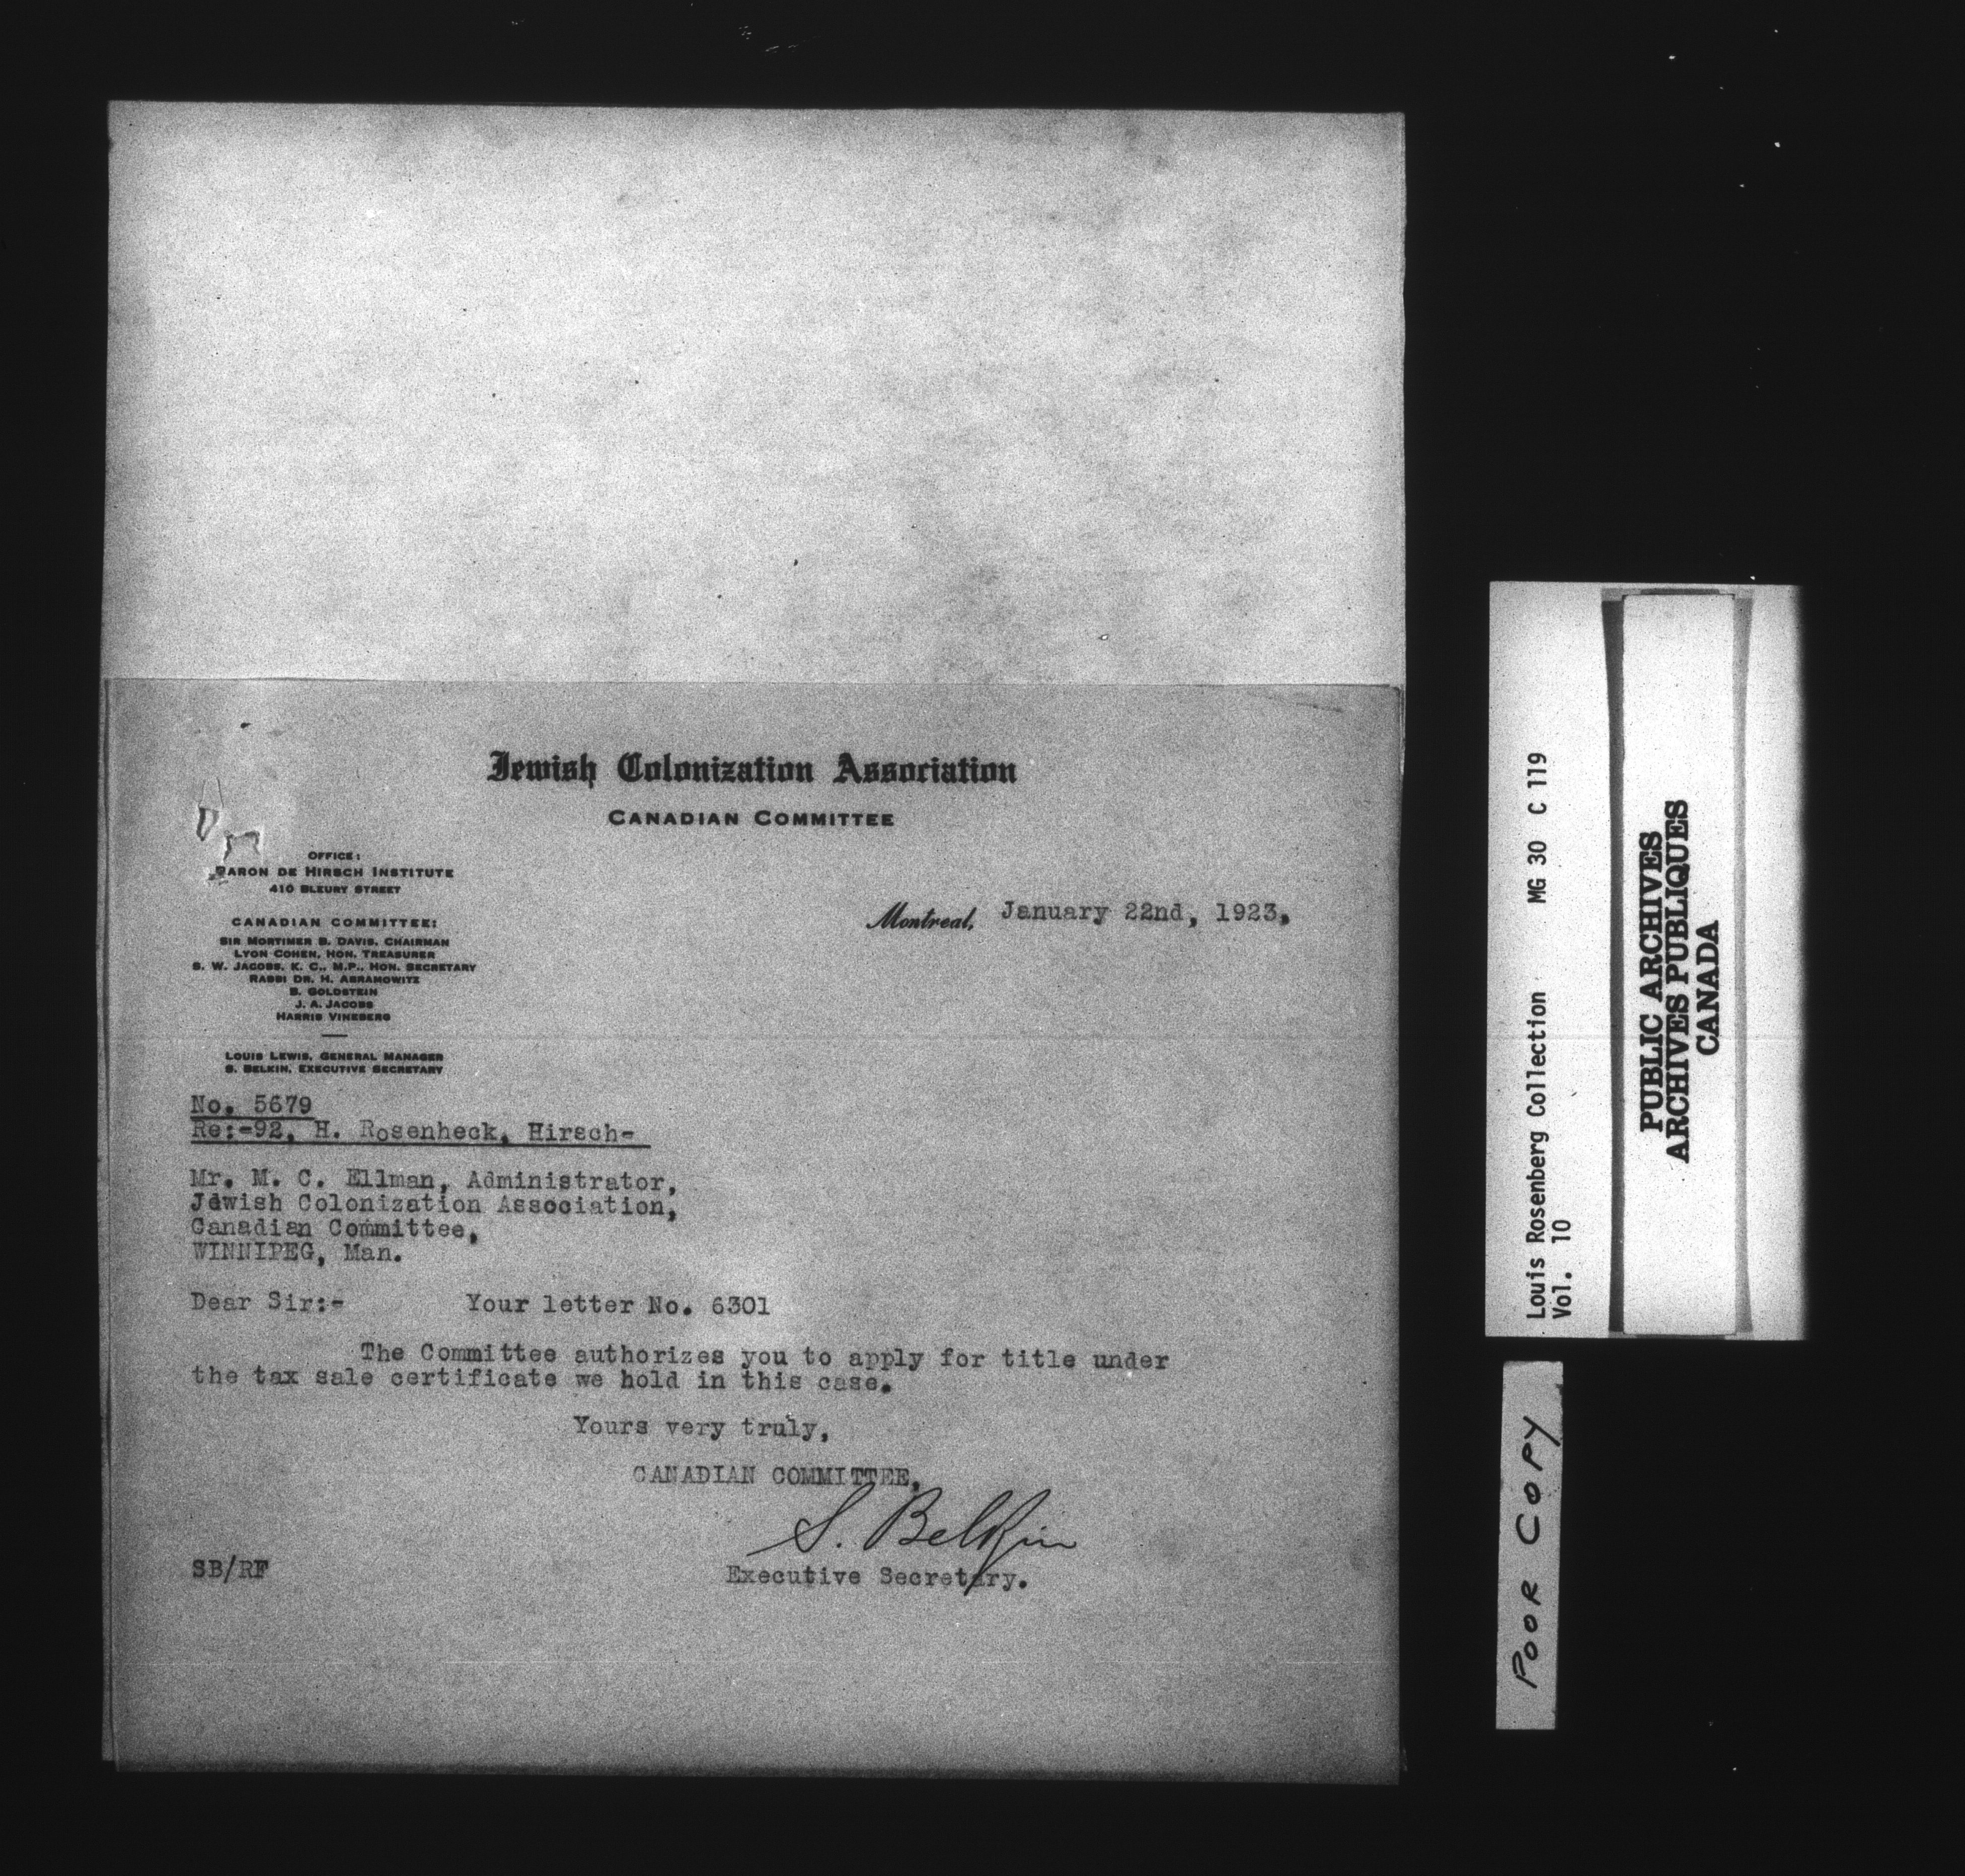 Jewish Colonization Association
CANADIAN COMMITTEE
OFFICE:
BARON DE HIRSCH INSTITUTE
410 BLEURY STREET
CANADIAN COMMITTEE:
SIR MORTIMER B. DAVIS, CHAIRMAN
LYON COHEN, HON. TREASURER
S. W. JACOBS, K. C., M.P., HON. SECRETARY
RABBI DR. H. ABRAMOWITZ
B. GOLDSTEIN
J. A. JACOBS
HARRIS VINEBERG
LOUIS LEWIS, GENERAL MANAGER
S. BELKIN, EXECUTIVE SECRETARY
Montreal, January 22nd, 1923,
No. 5679
Re:-92, H. Rosenheck, Hirsch-
Mr. M. C. Ellman, Administrator,
Jewish Colonization Association,
Canadian Committee,
WINNIPEG, Man.
Dear Sir:- Your letter No. 6301
The Committee authorizes you to apply for title under
the tax sale certificate we hold in this case.
Yours very truly,
CANADIAN COMMITTEE,
S. Belkin
Executive Secretary.
SB/RF
Louis Rosenberg Collection MG 30 C 119
Vol. 10
PUBLIC ARCHIVES
ARCHIVES PUBLIQUES
CANADA
POOR COPY